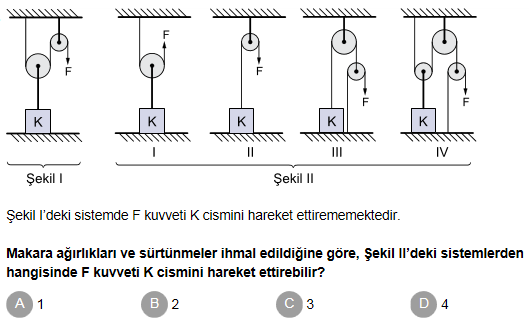 F F F F F
K K K K K
I II III IV
Şekil I Şekil II
Şekil I'deki sistemde F kuvveti K cismini hareket ettirememektedir.
Makara ağırlıkları ve sürtünmeler ihmal edildiğine göre, Şekil II'deki sistemlerden
hangisinde F kuvveti K cismini hareket ettirebilir?
A 1 B 2 C 3 D 4